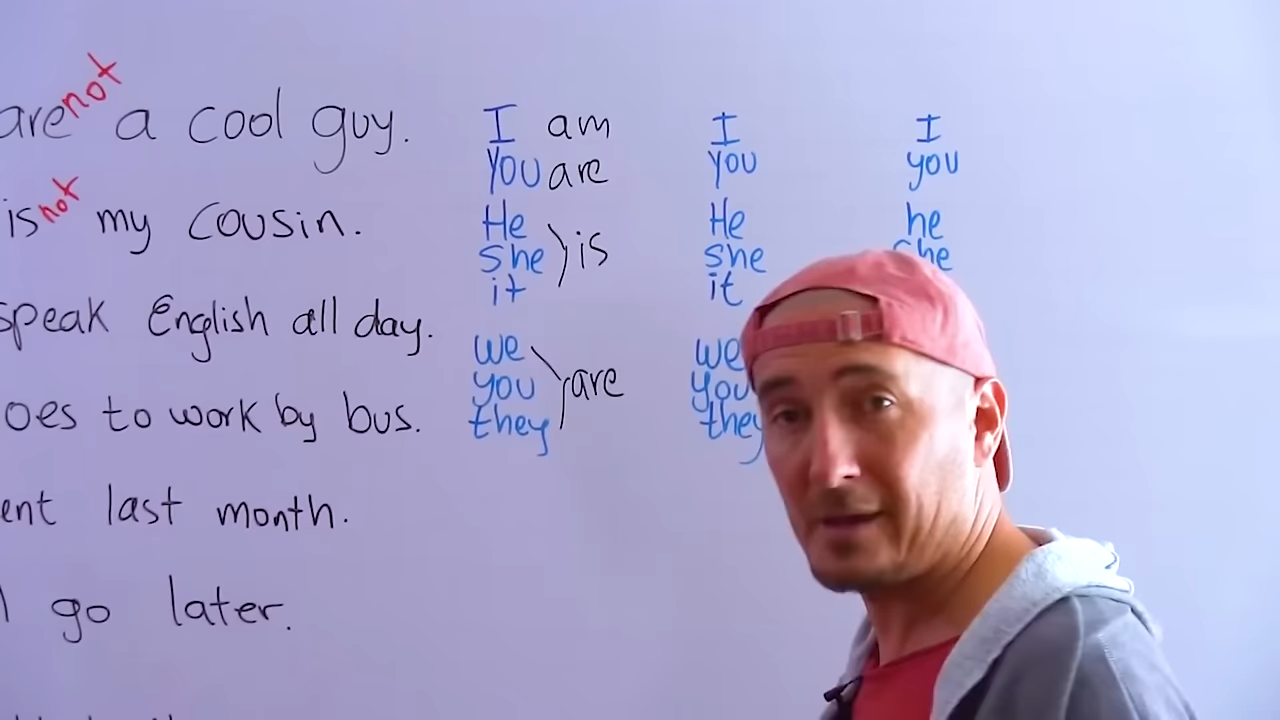 are not a cool guy.
is not my cousin.
speak English all day.
oes to work by bus.
ent last month.
go later.
I am
You are
He
she
it
is
we
you
they
are
I
you
He
she
it
we
you
they
I
you
he
she